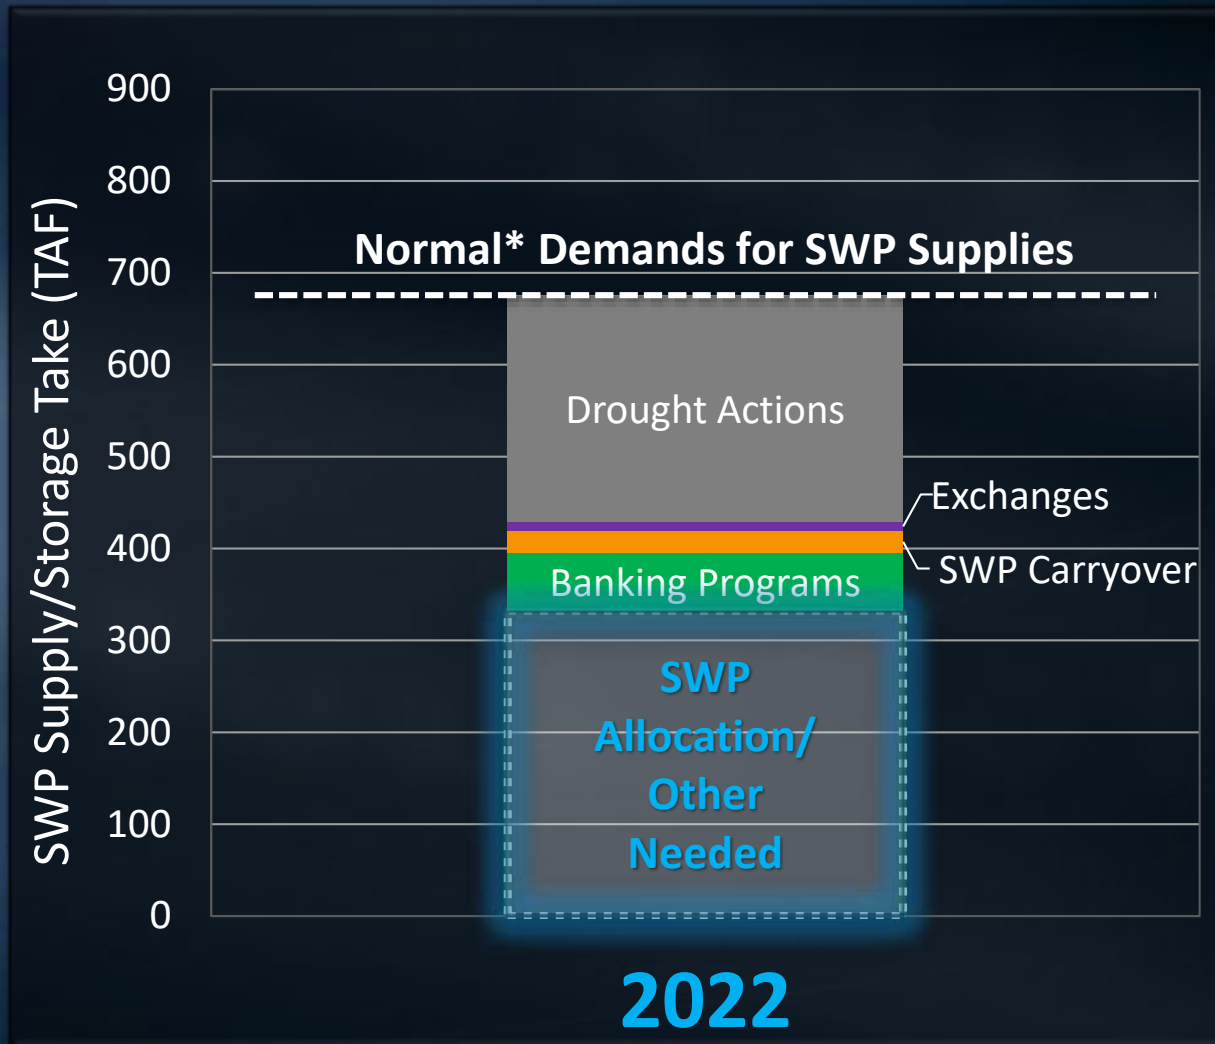 SWP Supply/Storage Take (TAF)
900
800
700
600
500
400
300
200
100
0
Normal* Demands for SWP Supplies
Drought Actions
Exchanges
SWP Carryover
Banking Programs
SWP
Allocation/
Other
Needed
2022